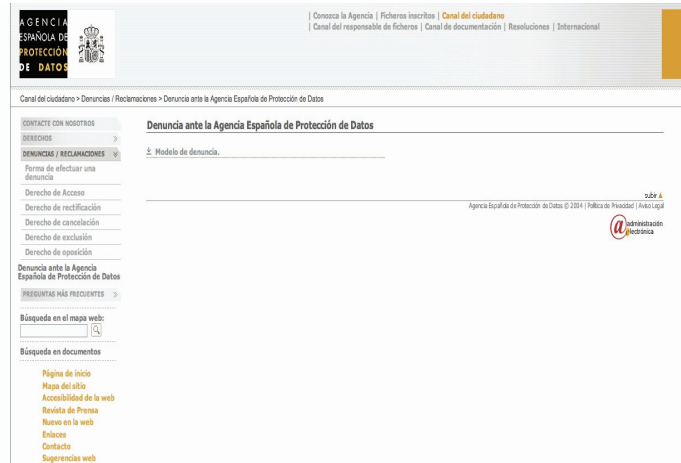 AGENCIA
ESPAÑOLA DE
PROTECCIÓN
DE DATOS
| Conozca la Agencia | Ficheros inscritos | Canal del ciudadano
| Canal del responsable de ficheros | Canal de documentación | Resoluciones | Internacional
Canal del ciudadano > Denuncias / Reclamaciones > Denuncia ante la Agencia Española de Protección de Datos
CONTACTE CON NOSOTROS
DERECHOS
DENUNCIAS / RECLAMACIONES
Forma de efectuar una
denuncia
Derecho de Acceso
Derecho de rectificación
Derecho de cancelación
Derecho de exclusión
Derecho de oposición
Denuncia ante la Agencia
Española de Protección de Datos
PREGUNTAS MÁS FRECUENTES
Búsqueda en el mapa web:
Búsqueda en documentos
Página de inicio
Mapa del sitio
Accesibilidad de la web
Revista de Prensa
Nuevo en la web
Enlaces
Contacto
Sugerencias web
Denuncia ante la Agencia Española de Protección de Datos
Modelo de denuncia.
subir
Agencia Española de Protección de Datos © 2004 | Política de Privacidad | Aviso Legal
administración
electrónica